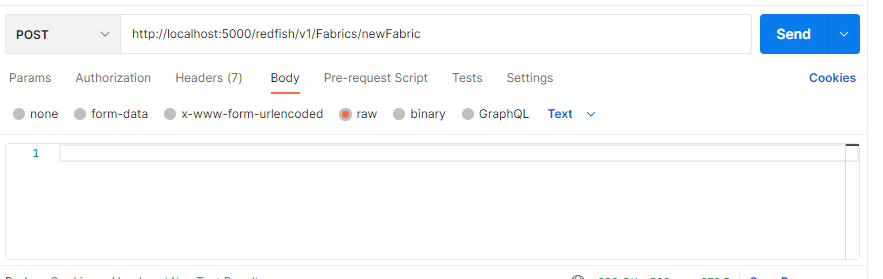 POST http://localhost:5000/redfish/v1/Fabrics/newFabric Send
Params Authorization Headers (7) Body Pre-request Script Tests Settings Cookies
none form-data x-www-form-urlencoded raw binary GraphQL Text
1